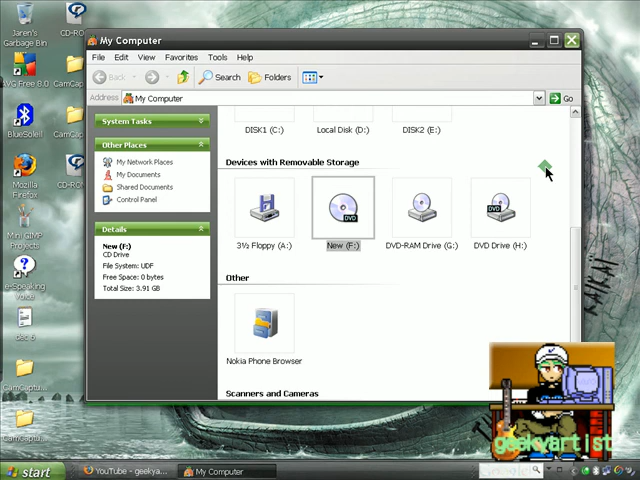 Jaren's
Garbage Bin
CD-RO
AVG Free 8.0
CamCap
BlueSoleil
CamCap
Mozilla
Firefox
CD-ROM
Mini GIMP
Projects
e-Speaking
Voice
dac 6
CamCaptu...
CamCaptu...
My Computer
File Edit View Favorites Tools Help
Back Search Folders
Address My Computer Go
System Tasks
Other Places
My Network Places
My Documents
Shared Documents
Control Panel
Details
New (F:)
CD Drive
File System: UDF
Free Space: 0 bytes
Total Size: 3.91 GB
DISK1 (C:) Local Disk (D:) DISK2 (E:)
Devices with Removable Storage
3½ Floppy (A:) New (F:) DVD-RAM Drive (G:) DVD Drive (H:)
DVD DVD
Other
Nokia Phone Browser
Scanners and Cameras
geekyartist
start YouTube - geekya... My Computer